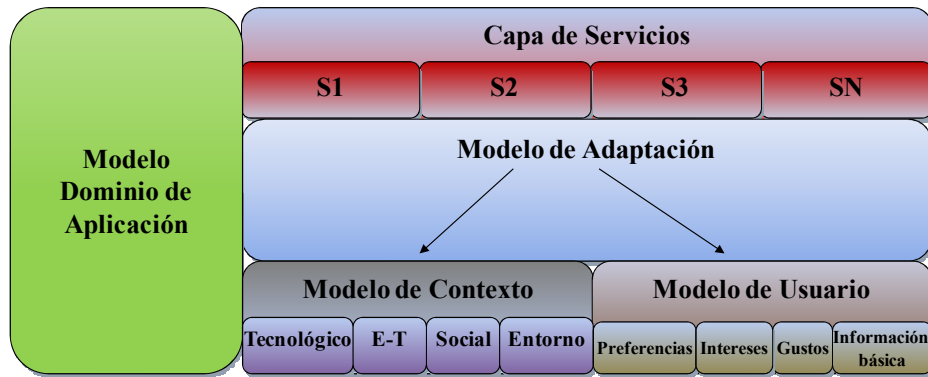 Capa de Servicios
S1 S2 S3 SN
Modelo
Dominio de
Aplicación
Modelo de Adaptación
Modelo de Contexto
Tecnológico E-T Social Entorno
Modelo de Usuario
Preferencias Intereses Gustos Información
básica